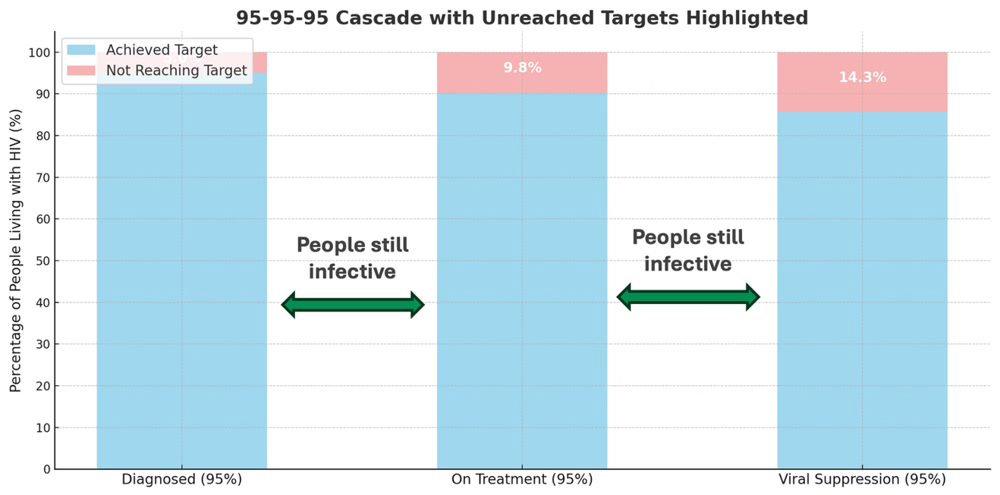 95-95-95 Cascade with Unreached Targets Highlighted
Achieved Target
Not Reaching Target
9.8%
14.3%
People still
infective
People still
infective
Percentage of People Living with HIV (%)
100
90
80
70
60
50
40
30
20
10
0
Diagnosed (95%)
On Treatment (95%)
Viral Suppression (95%)